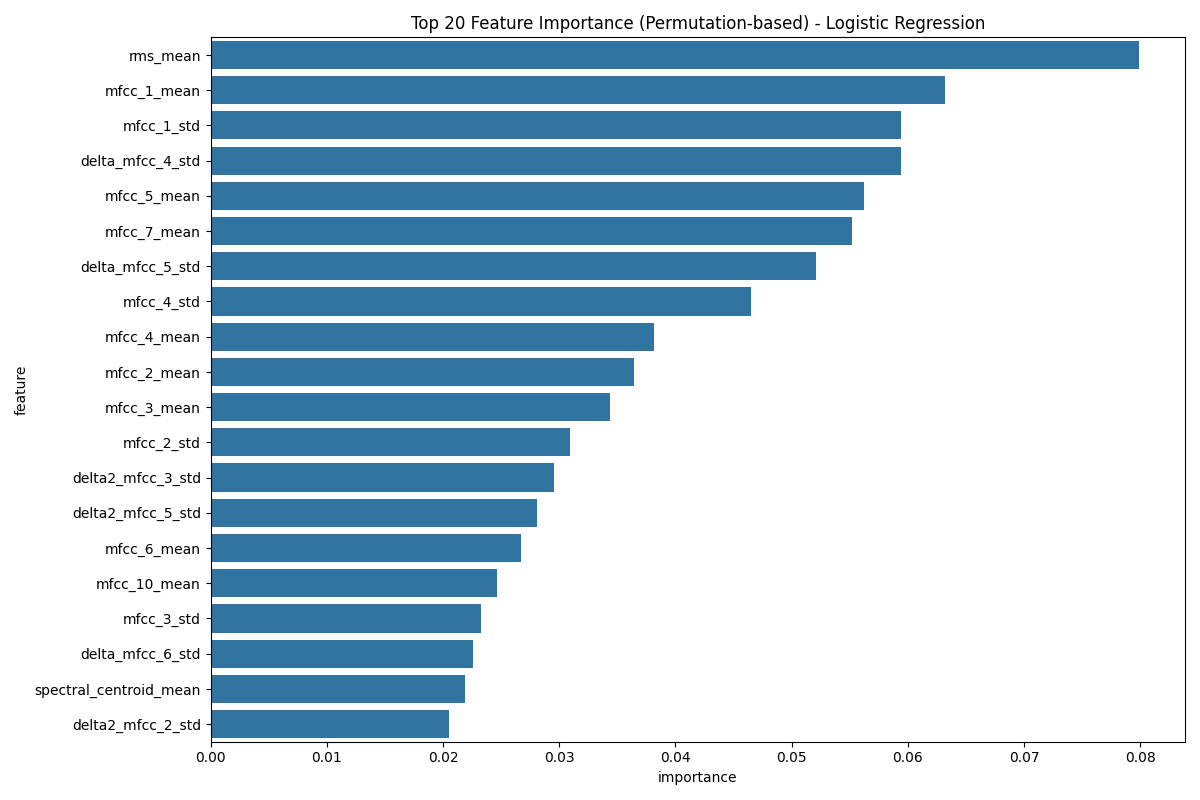 Top 20 Feature Importance (Permutation-based) - Logistic Regression
rms_mean
mfcc_1_mean
mfcc_1_std
delta_mfcc_4_std
mfcc_5_mean
mfcc_7_mean
delta_mfcc_5_std
mfcc_4_std
mfcc_4_mean
mfcc_2_mean
mfcc_3_mean
mfcc_2_std
delta2_mfcc_3_std
delta2_mfcc_5_std
mfcc_6_mean
mfcc_10_mean
mfcc_3_std
delta_mfcc_6_std
spectral_centroid_mean
delta2_mfcc_2_std
feature
0.00 0.01 0.02 0.03 0.04 0.05 0.06 0.07 0.08
importance